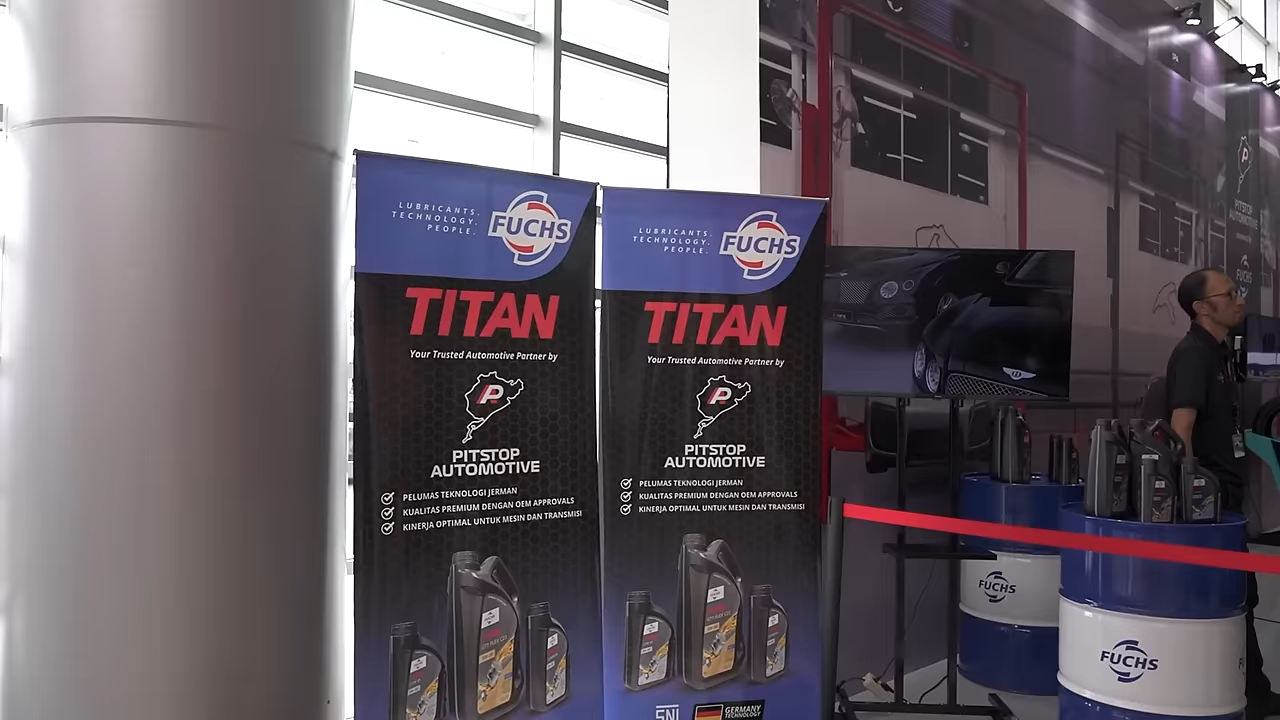 LUBRICANTS.
TECHNOLOGY.
PEOPLE.
FUCHS
TITAN
Your Trusted Automotive Partner by
P
PITSTOP
AUTOMOTIVE
PELUMAS TEKNOLOGI JERMAN
KUALITAS PREMIUM DENGAN OEM APPROVALS
KINERJA OPTIMAL UNTUK MESIN DAN TRANSMISI
LUBRICANTS.
TECHNOLOGY.
PEOPLE.
FUCHS
TITAN
Your Trusted Automotive Partner by
P
PITSTOP
AUTOMOTIVE
PELUMAS TEKNOLOGI JERMAN
KUALITAS PREMIUM DENGAN OEM APPROVALS
KINERJA OPTIMAL UNTUK MESIN DAN TRANSMISI
SNI
GERMANY
TECHNOLOGY
P
PITSTOP
AUTOMOTIVE
FUCHS
FUCHS
FUCHS